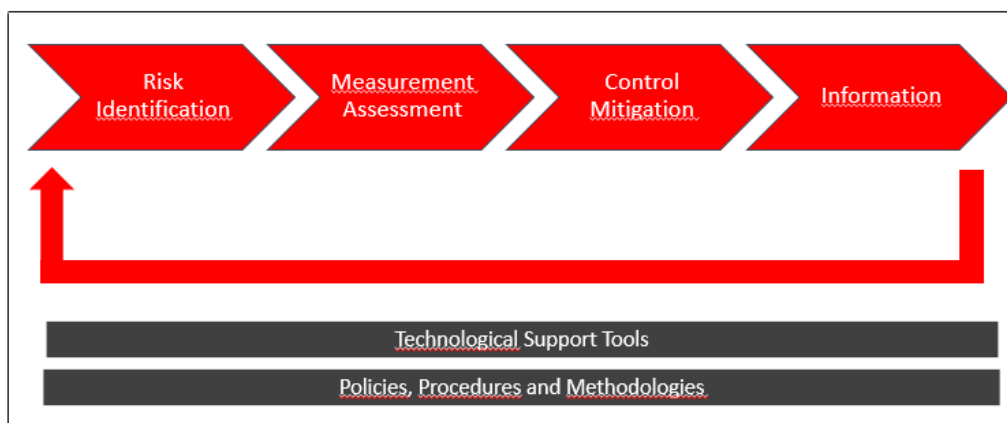 Risk
Identification
Measurement
Assessment
Control
Mitigation
Information
Technological Support Tools
Policies, Procedures and Methodologies